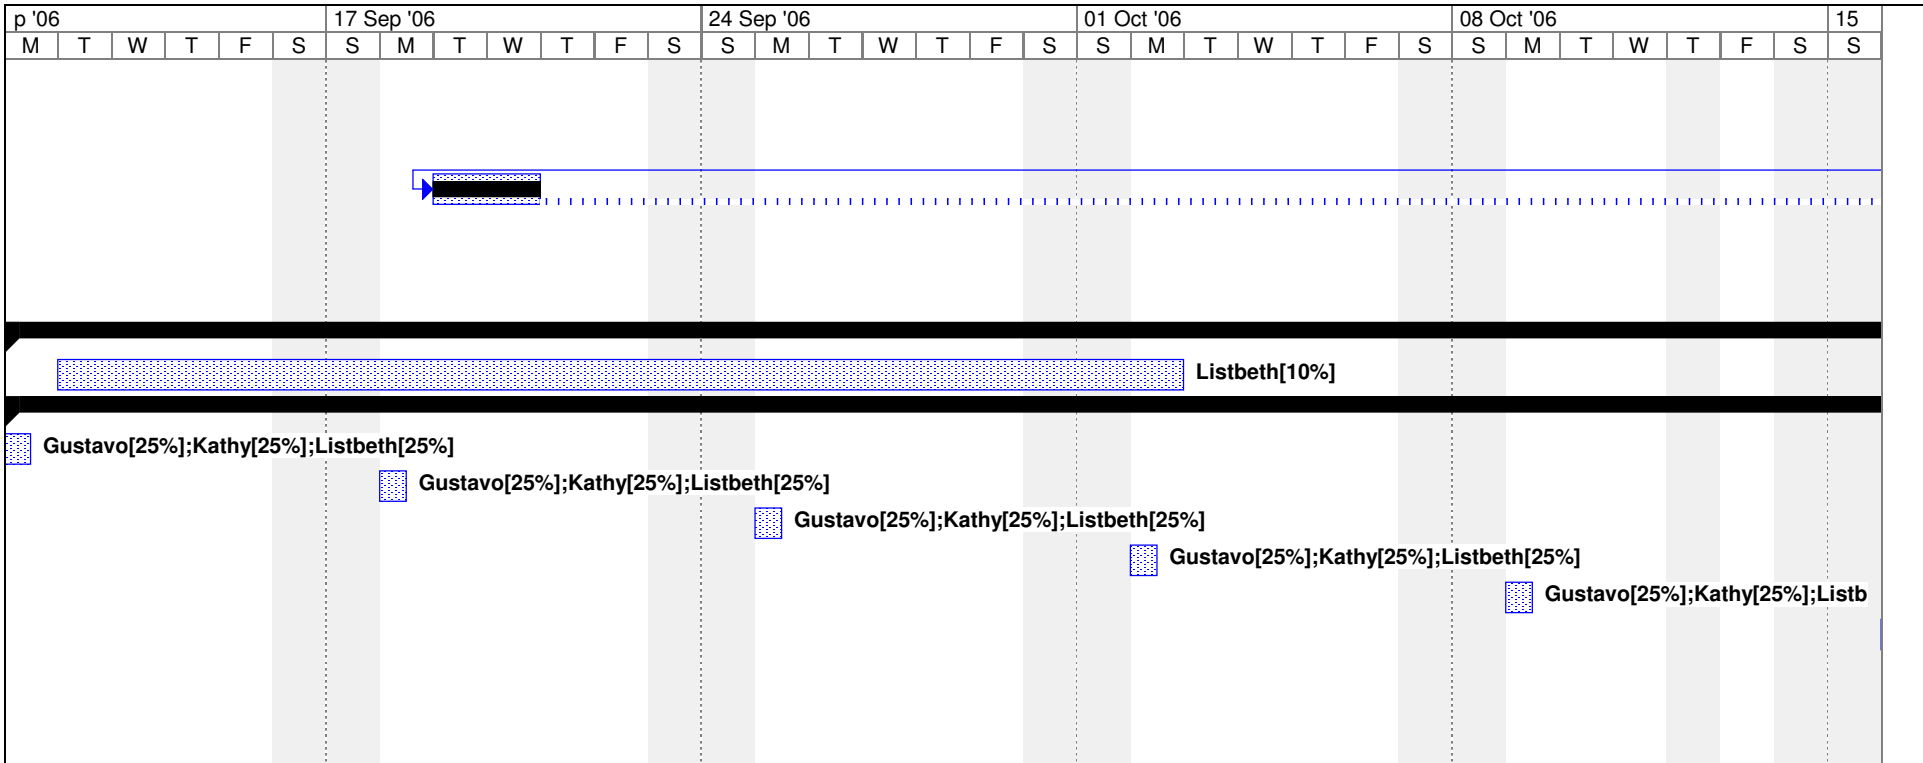 p '06 17 Sep '06 24 Sep '06 01 Oct '06 08 Oct '06 15
M T W T F S S M T W T F S S M T W T F S S M T W T F S S M T W T F S S
Listbeth[10%]
Gustavo[25%];Kathy[25%];Listbeth[25%]
Gustavo[25%];Kathy[25%];Listbeth[25%]
Gustavo[25%];Kathy[25%];Listbeth[25%]
Gustavo[25%];Kathy[25%];Listbeth[25%]
Gustavo[25%];Kathy[25%];Listb